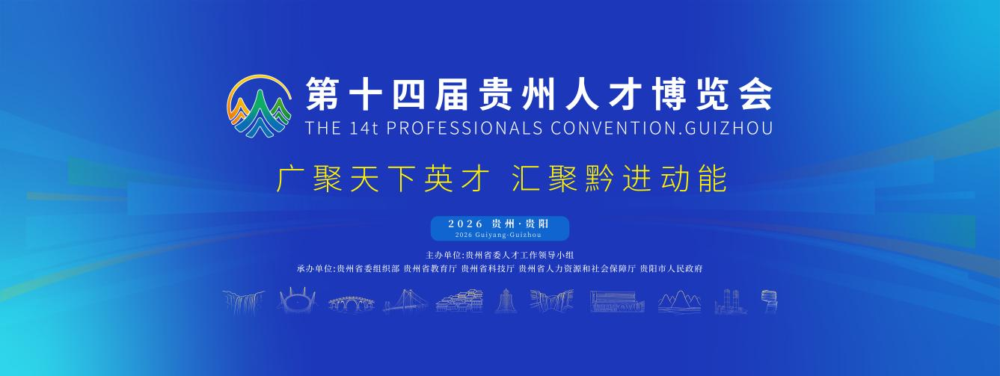 第十四届贵州人才博览会
THE 14t PROFESSIONALS CONVENTION.GUIZHOU
广聚天下英才 汇聚黔进动能
2026 贵州·贵阳
2026 Guiyang-Guizhou
主办单位:贵州省委人才工作领导小组
承办单位:贵州省委组织部 贵州省教育厅 贵州省科技厅 贵州省人力资源和社会保障厅 贵阳市人民政府